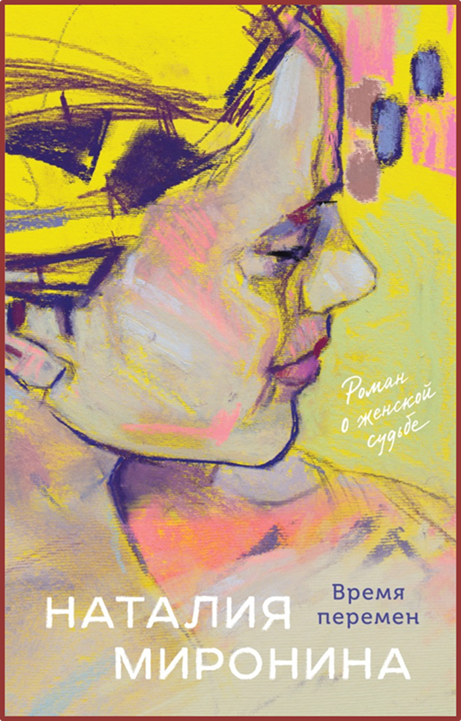 Роман
о женской
судьбе
Время
перемен
НАТАЛИЯ
МИРОНИНА